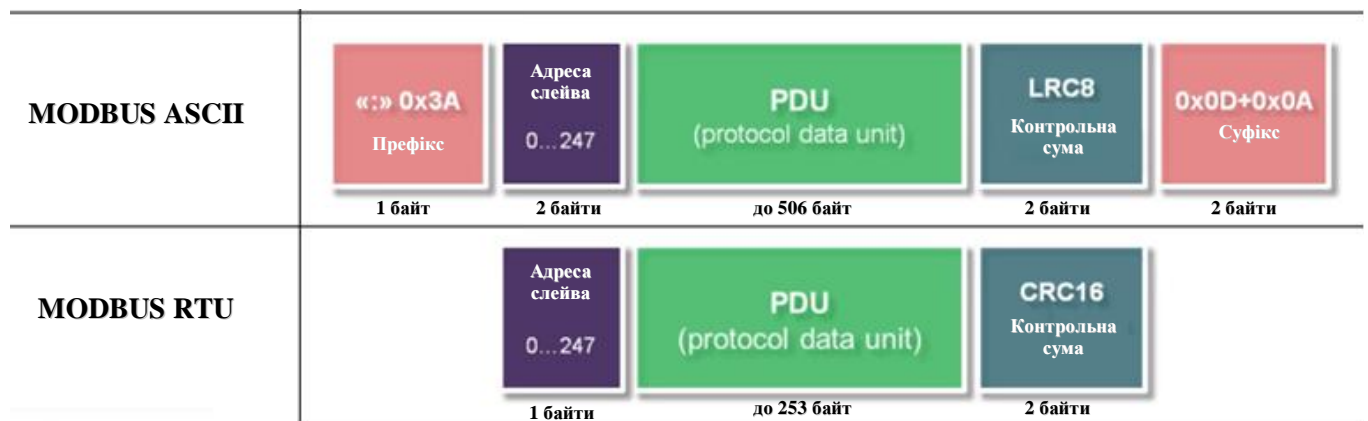 MODBUS ASCII
«:» 0x3A
Префікс
1 байт
Адреса
слейва
0...247
2 байти
PDU
(protocol data unit)
до 506 байт
LRC8
Контрольна
сума
2 байти
0x0D+0x0A
Суфікс
2 байти
MODBUS RTU
Адреса
слейва
0...247
1 байти
PDU
(protocol data unit)
до 253 байт
CRC16
Контрольна
сума
2 байти